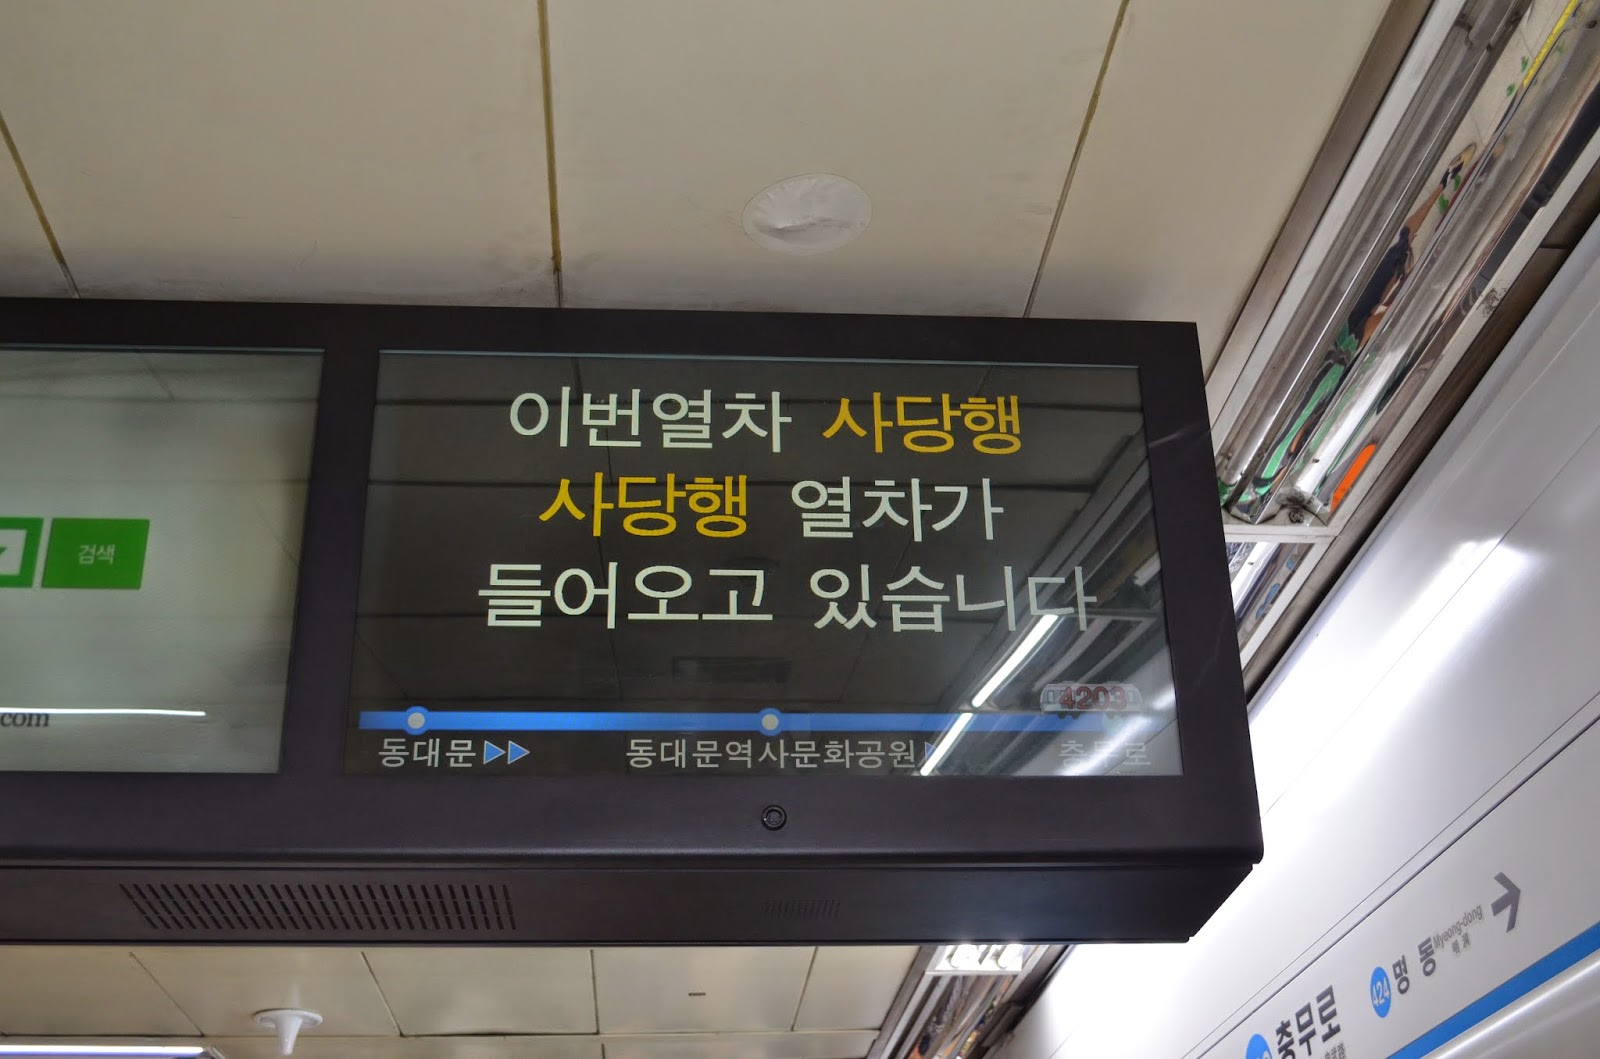 이번열차 사당행
사당행 열차가
들어오고 있습니다
4203
동대문 동대문역사문화공원 충무로
검색
com
424 명동 Myeong-dong
충무로